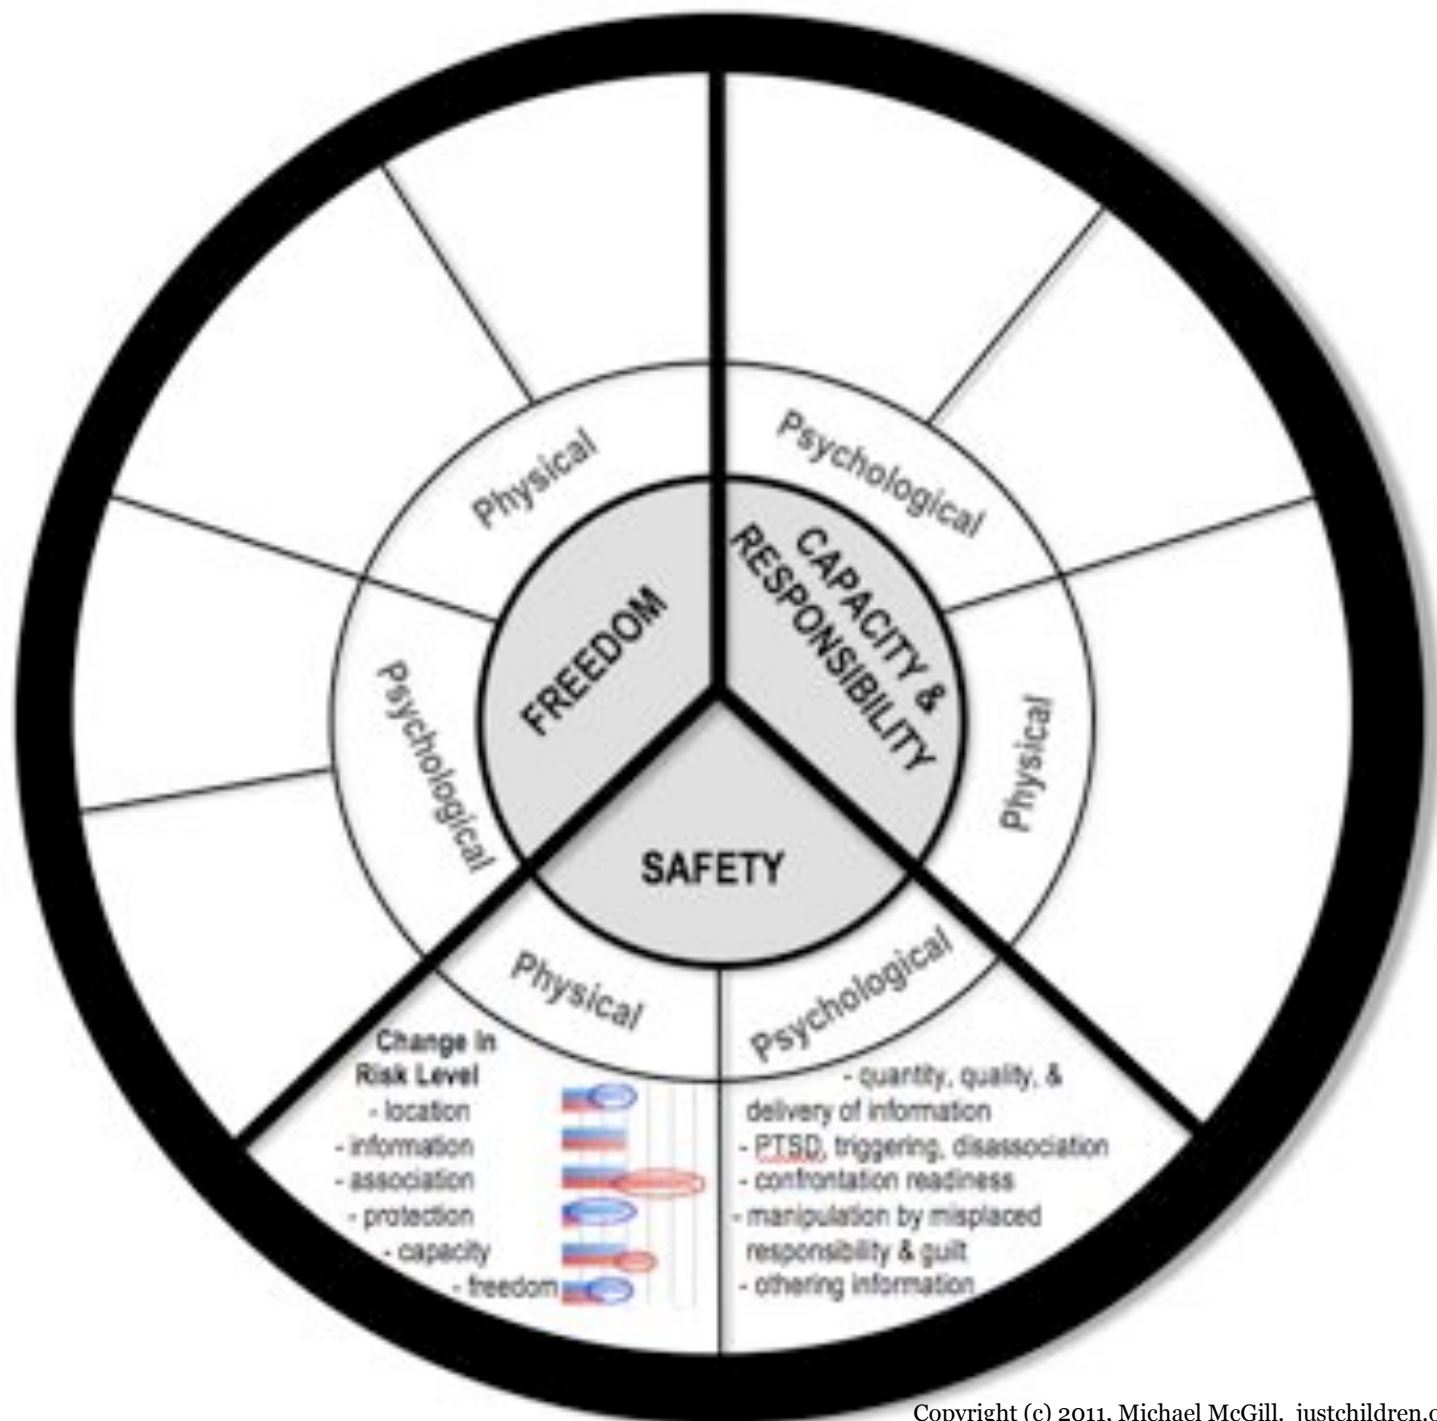 Physical
Psychological
FREEDOM
CAPACITY &
RESPONSIBILITY
Psychological
Physical
SAFETY
Physical
Psychological
Change In
Risk Level
- location
- information
- association
- protection
- capacity
- freedom
- quantity, quality, &
delivery of information
- PTSD, triggering, disassociation
- confrontation readiness
- manipulation by misplaced
responsibility & guilt
- othering information
Copyright (c) 2011, Michael McGill. justchildren.o